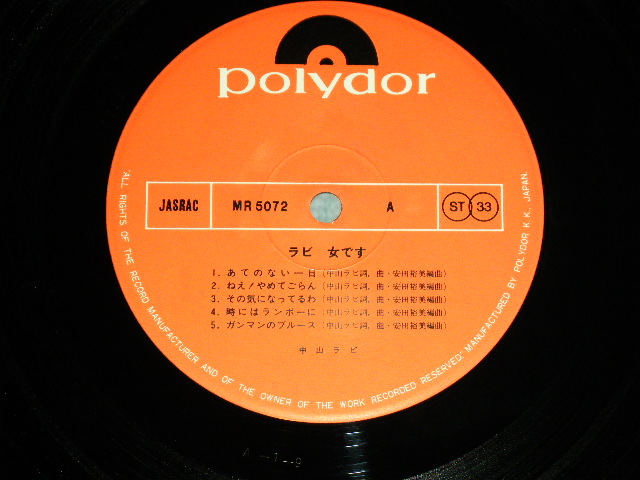 polydor
JASRAC MR 5072 A ST 33
ラビ 女です
1. あてのない一日 (中山ラビ詞, 曲・安田裕美編曲)
2. ねえ!やめてごらん (中山ラビ詞, 曲・安田裕美編曲)
3. その気になってるわ (中山ラビ詞, 曲・安田裕美編曲)
4. 時にはランボーに (中山ラビ詞, 曲・安田裕美編曲)
5. ガンマンのブルース (中山ラビ詞, 曲・安田裕美編曲)
中山ラビ
ALL RIGHTS OF THE RECORD MANUFACTURER AND OF THE OWNER OF THE WORK RECORDED RESERVED: MANUFACTURED BY POLYDOR K.K. JAPAN.